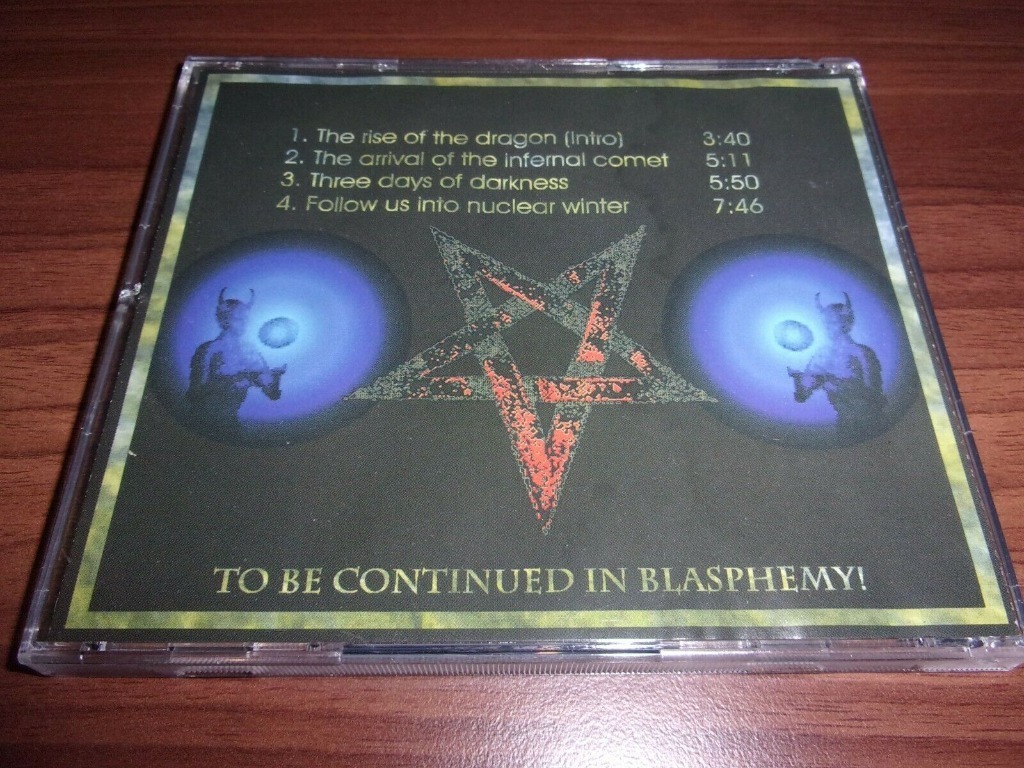 1. The rise of the dragon (Intro) 3:40
2. The arrival of the infernal comet 5:11
3. Three days of darkness 5:50
4. Follow us into nuclear winter 7:46
TO BE CONTINUED IN BLASPHEMY!